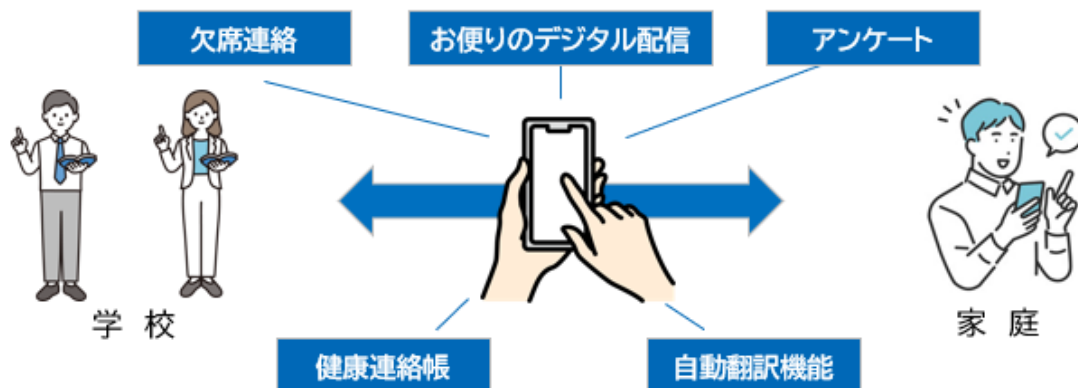 欠席連絡
お便りのデジタル配信
アンケート
学校
家庭
健康連絡帳
自動翻訳機能